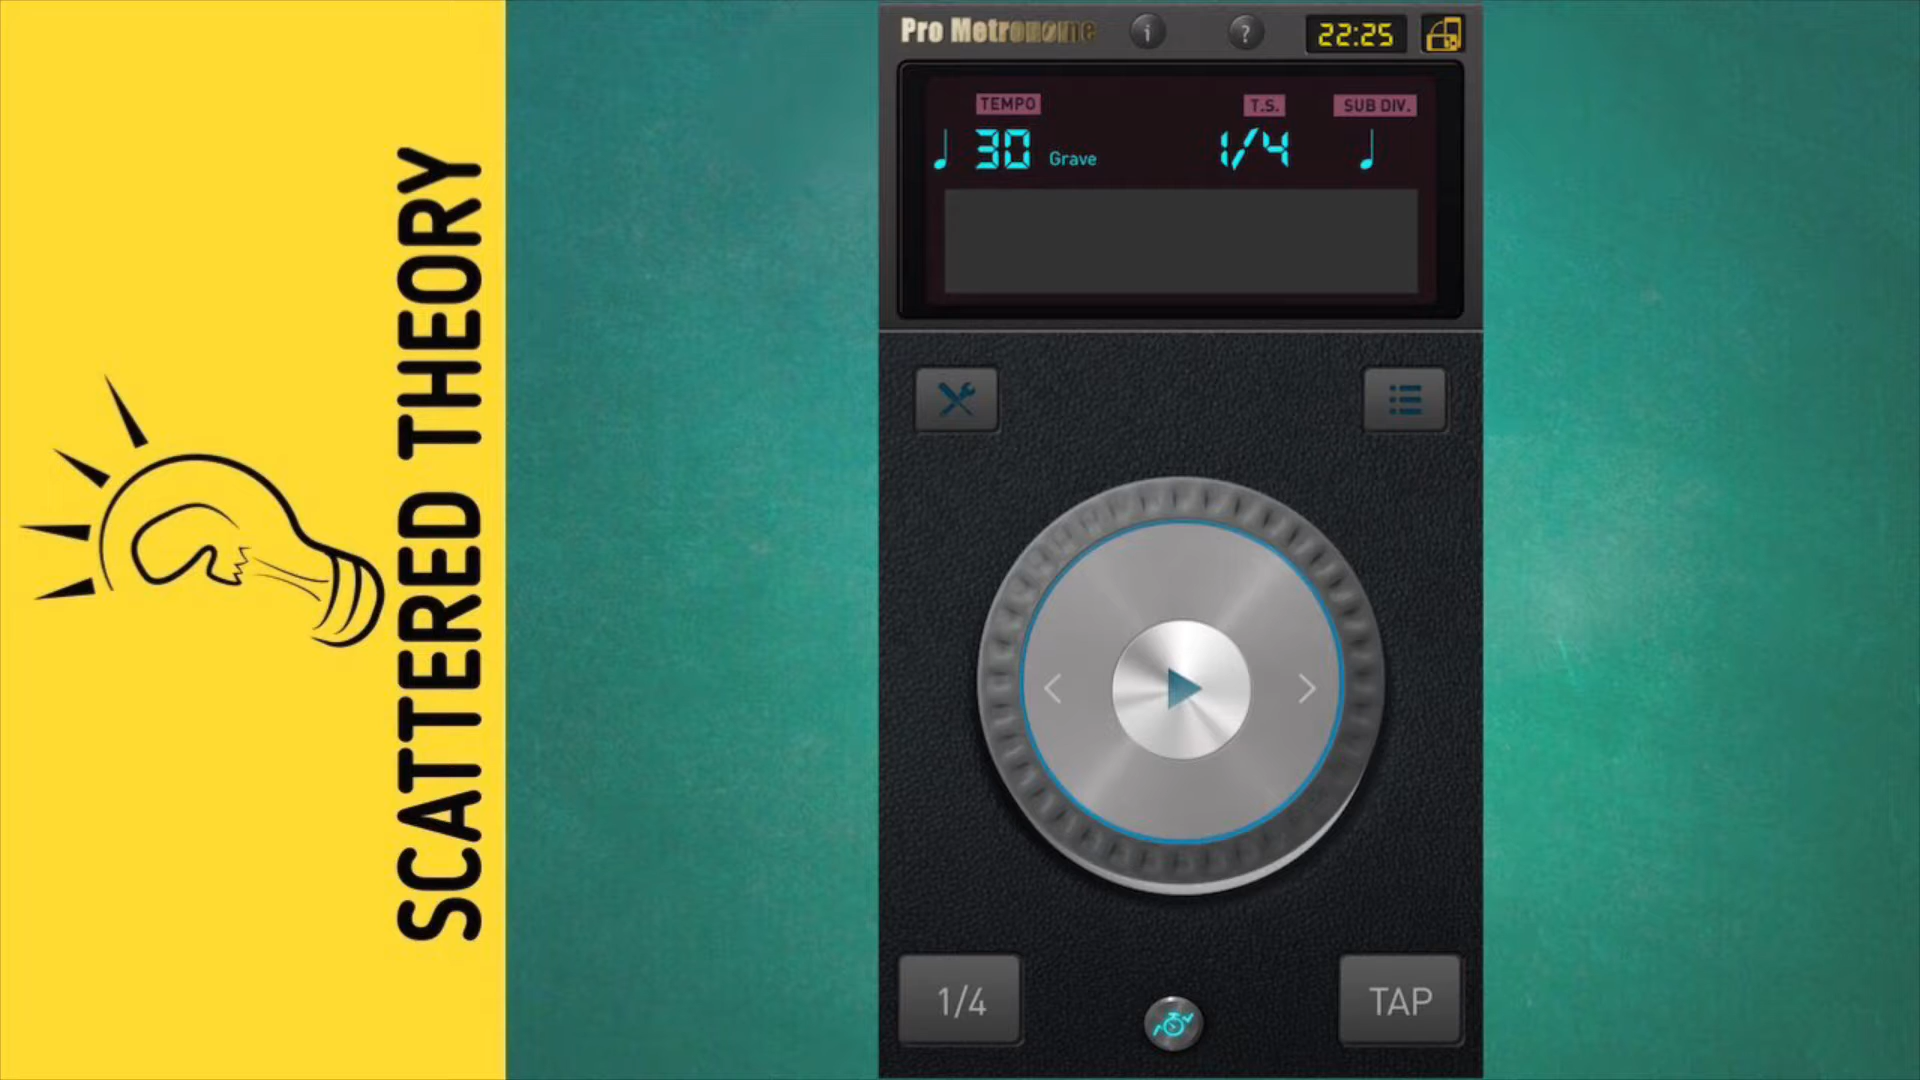 SCATTERED THEORY
Pro Metronome
i
?
22:25
TEMPO
T.S.
SUB DIV.
30
Grave
1/4
1/4
TAP